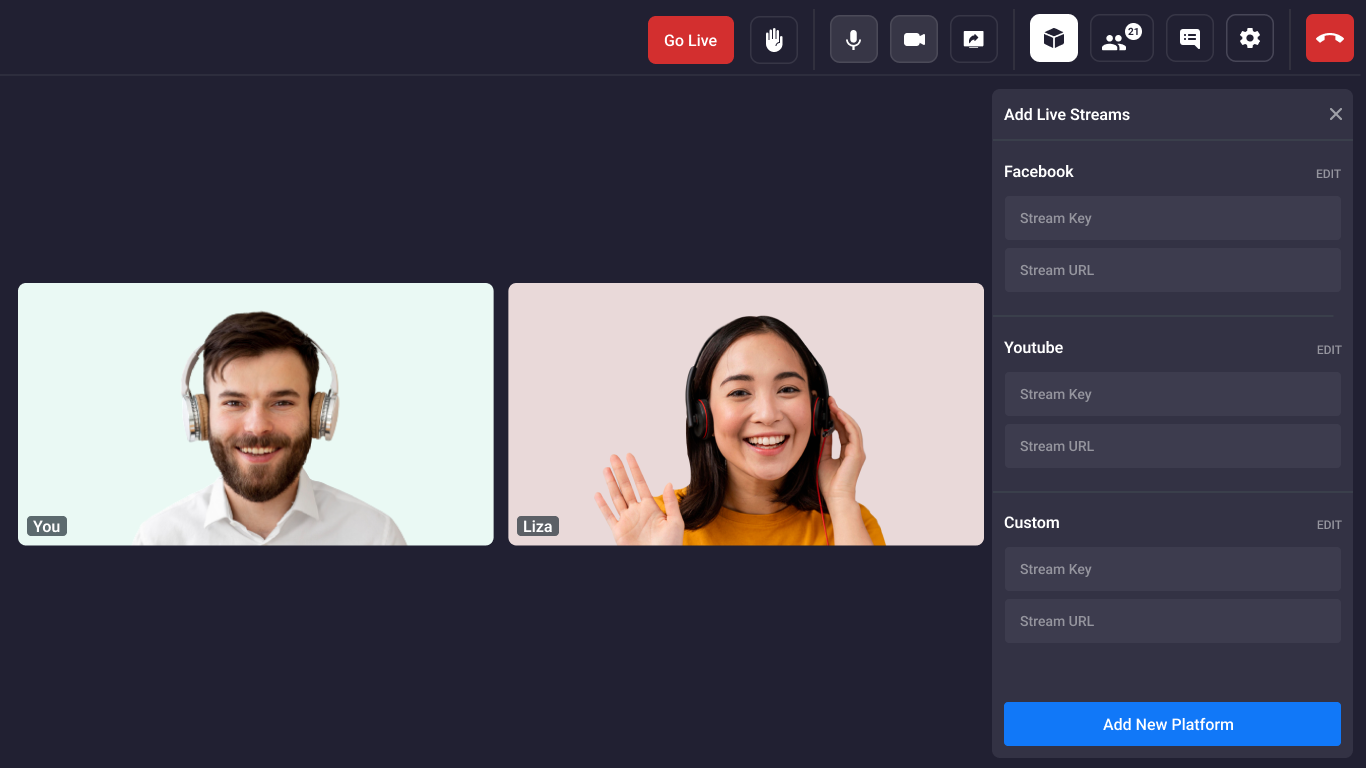 Go Live
21
Add Live Streams
Facebook
EDIT
Stream Key
Stream URL
Youtube
EDIT
Stream Key
Stream URL
Custom
EDIT
Stream Key
Stream URL
Add New Platform
You
Liza